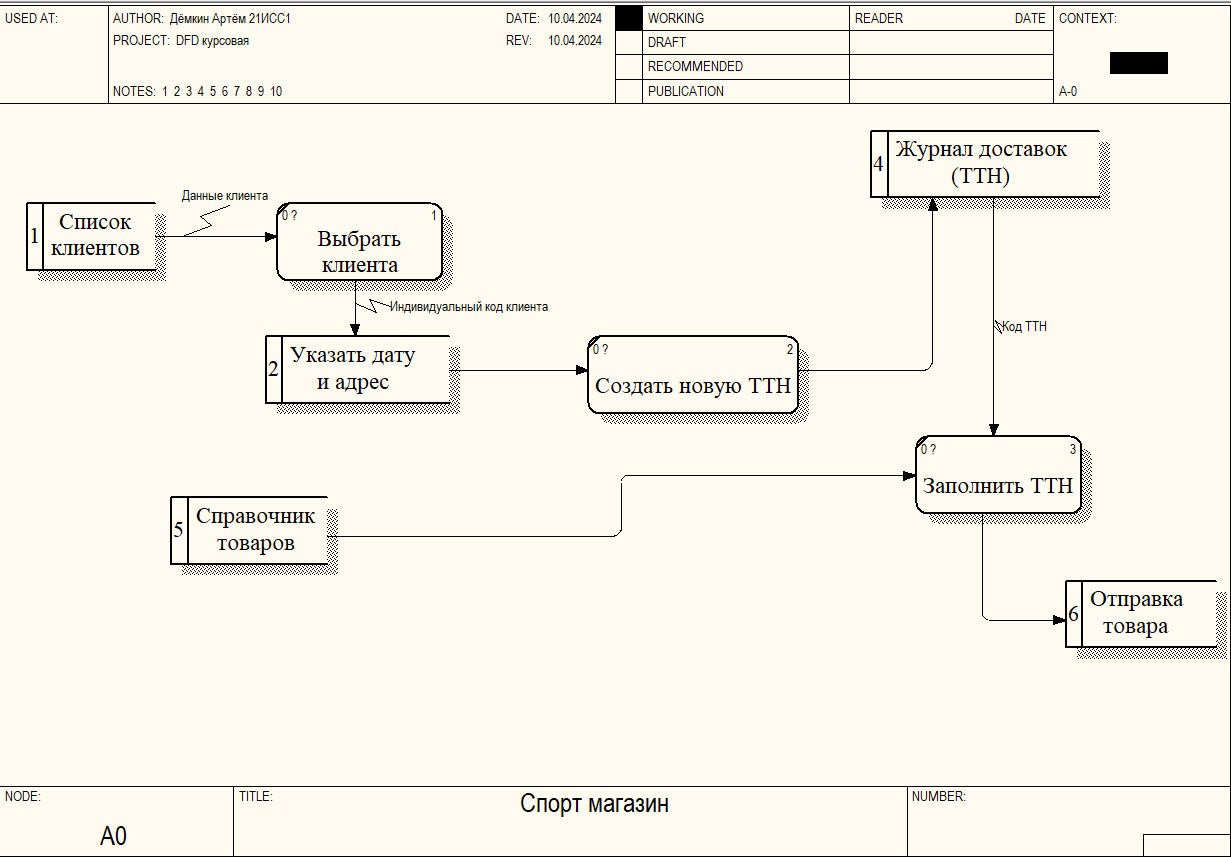 USED AT:
AUTHOR: Дёмкин Артём 21ИСС1
DATE: 10.04.2024
WORKING
READER
DATE
CONTEXT:
PROJECT: DFD курсовая
REV: 10.04.2024
DRAFT
RECOMMENDED
NOTES: 1 2 3 4 5 6 7 8 9 10
PUBLICATION
A-0
4
Журнал доставок
(ТТН)
Данные клиента
1
Список
клиентов
0 ?
1
Выбрать
клиента
Индивидуальный код клиента
Код ТТН
2
Указать дату
и адрес
0 ?
2
Создать новую ТТН
0 ?
3
Заполнить ТТН
5
Справочник
товаров
6
Отправка
товара
NODE:
TITLE:
NUMBER:
Спорт магазин
A0